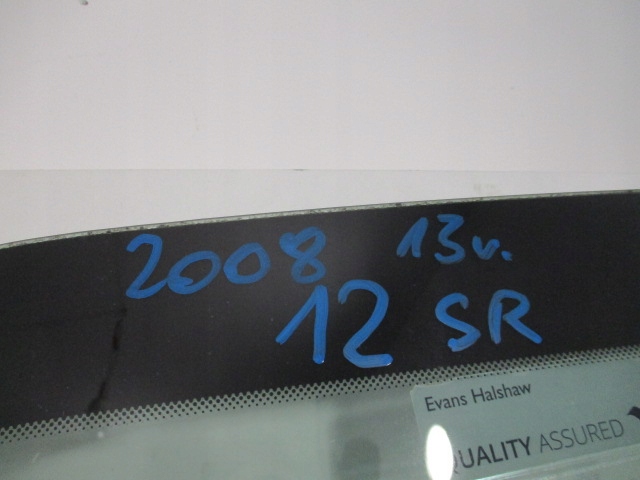 2008 13v.
12 SR
Evans Halshaw
QUALITY ASSURED